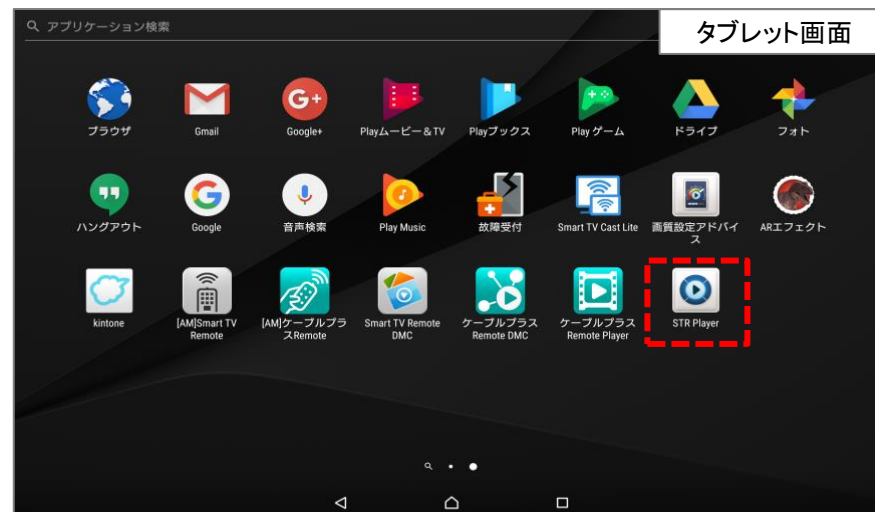 アプリケーション検索
タブレット画面
ブラウザ
Gmail
Google+
Playムービー＆TV
Playブックス
Play ゲーム
ドライブ
フォト
ハングアウト
Google
音声検索
Play Music
故障受付
Smart TV Cast Lite
画質設定アドバイ
ス
ARエフェクト
kintone
[AM]Smart TV
Remote
[AM]ケーブルプラ
スRemote
Smart TV Remote
DMC
ケーブルプラス
Remote DMC
ケーブルプラス
Remote Player
STR Player